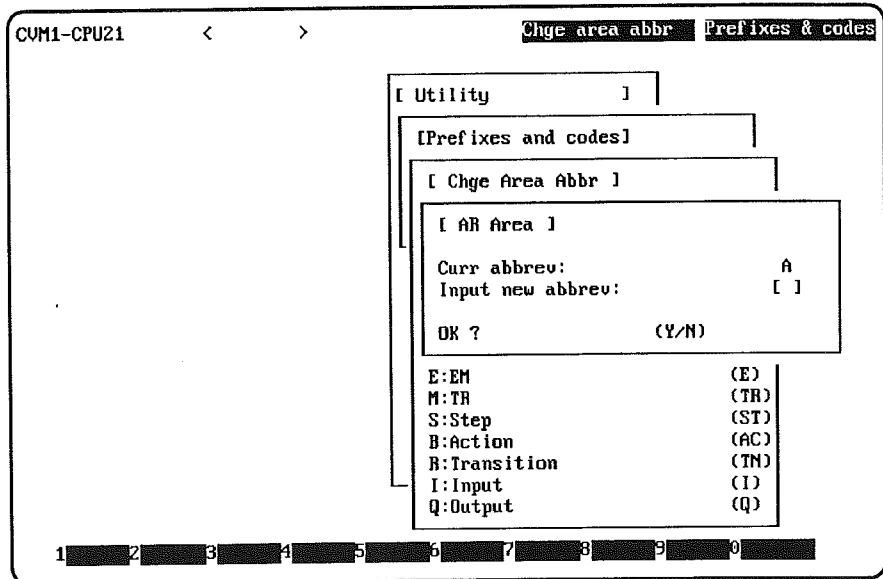 CVM1-CPU21 < > Chge area abbr Prefixes & codes
[ Utility ]
[Prefixes and codes]
[ Chge Area Abbr ]
[ AR Area ]
Curr abbrev: A
Input new abbrev: [ ]
OK ? (Y/N)
E:EM (E)
M:TR (TR)
S:Step (ST)
B:Action (AC)
R:Transition (TN)
I:Input (I)
Q:Output (Q)
1 2 3 4 5 6 7 8 9 0